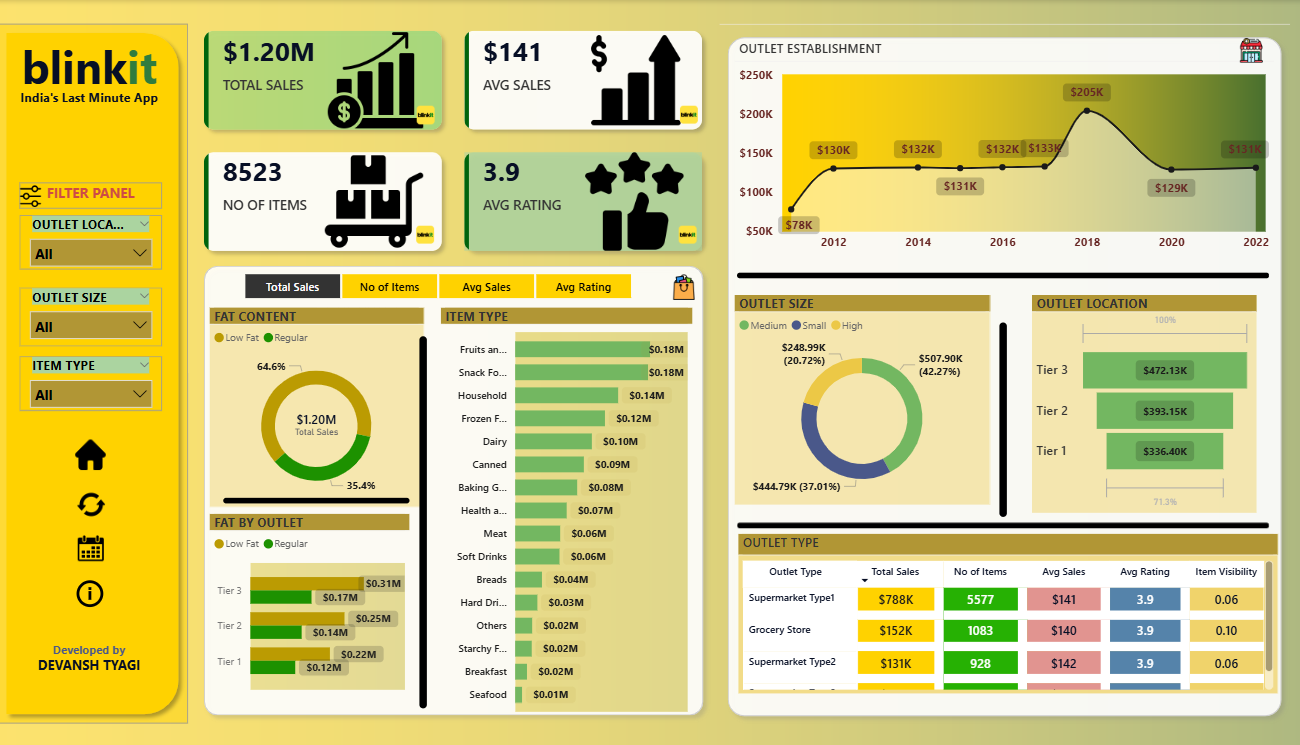 blinkit
India's Last Minute App
FILTER PANEL
OUTLET LOCA...
All
OUTLET SIZE
All
ITEM TYPE
All
Developed by
DEVANSH TYAGI
$1.20M
TOTAL SALES
blinkit
$141
AVG SALES
$
blinkit
8523
NO OF ITEMS
blinkit
3.9
AVG RATING
blinkit
Total Sales No of Items Avg Sales Avg Rating
FAT CONTENT
Low Fat Regular
64.6%
$1.20M
Total Sales
35.4%
FAT BY OUTLET
Low Fat Regular
Tier 3 $0.31M
$0.17M
Tier 2 $0.25M
$0.14M
Tier 1 $0.22M
$0.12M
ITEM TYPE
Fruits an... $0.18M
Snack Fo... $0.18M
Household $0.14M
Frozen F... $0.12M
Dairy $0.10M
Canned $0.09M
Baking G... $0.08M
Health a... $0.07M
Meat $0.06M
Soft Drinks $0.06M
Breads $0.04M
Hard Dri... $0.03M
Others $0.02M
Starchy F... $0.02M
Breakfast $0.02M
Seafood $0.01M
OUTLET ESTABLISHMENT
$250K
$200K
$150K
$100K
$50K
$78K
$130K
$132K
$131K
$132K
$133K
$205K
$129K
$131K
2012 2014 2016 2018 2020 2022
OUTLET SIZE
Medium Small High
$248.99K
(20.72%)
$507.90K
(42.27%)
$444.79K (37.01%)
OUTLET LOCATION
100%
Tier 3 $472.13K
Tier 2 $393.15K
Tier 1 $336.40K
71.3%
OUTLET TYPE
Outlet Type Total Sales No of Items Avg Sales Avg Rating Item Visibility
Supermarket Type1 $788K 5577 $141 3.9 0.06
Grocery Store $152K 1083 $140 3.9 0.10
Supermarket Type2 $131K 928 $142 3.9 0.06